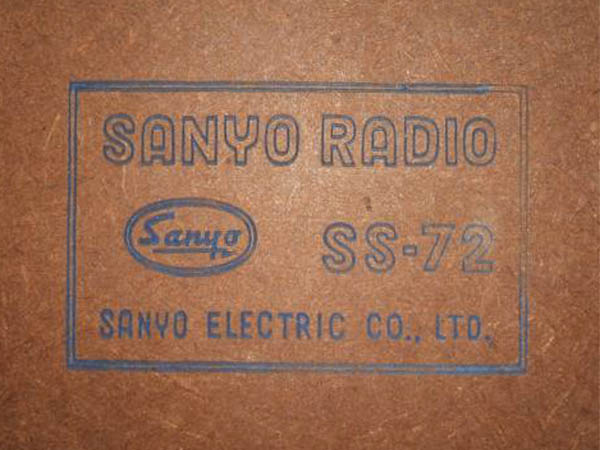 SANYO RADIO
Sanyo SS-72
SANYO ELECTRIC CO., LTD.